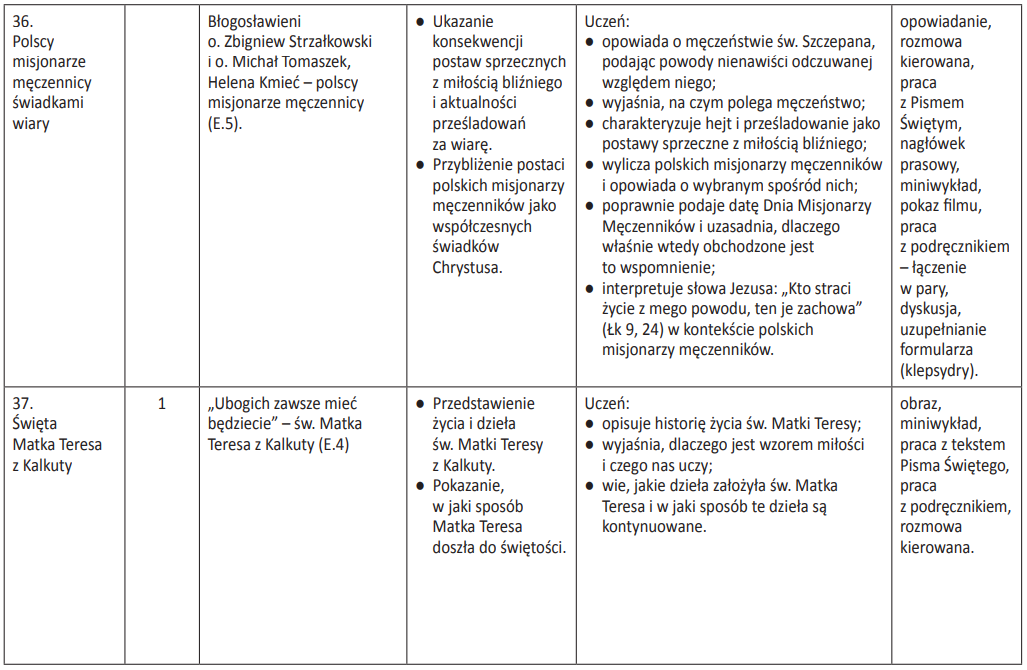 36.
Polscy
misjonarze
męczennicy
świadkami
wiary
Błogosławieni
o. Zbigniew Strzałkowski
i o. Michał Tomaszek,
Helena Kmieć – polscy
misjonarze męczennicy
(E.5).
● Ukazanie
konsekwencji
postaw sprzecznych
z miłością bliźniego
i aktualności
prześladowań
za wiarę.
● Przybliżenie postaci
polskich misjonarzy
męczenników jako
współczesnych
świadków
Chrystusa.
Uczeń:
● opowiada o męczeństwie św. Szczepana,
podając powody nienawiści odczuwanej
względem niego;
● wyjaśnia, na czym polega męczeństwo;
● charakteryzuje hejt i prześladowanie jako
postawy sprzeczne z miłością bliźniego;
● wylicza polskich misjonarzy męczenników
i opowiada o wybranym spośród nich;
● poprawnie podaje datę Dnia Misjonarzy
Męczenników i uzasadnia, dlaczego
właśnie wtedy obchodzone jest
to wspomnienie;
● interpretuje słowa Jezusa: „Kto straci
życie z mego powodu, ten je zachowa”
(Łk 9, 24) w kontekście polskich
misjonarzy męczenników.
opowiadanie,
rozmowa
kierowana,
praca
z Pismem
Świętym,
nagłówek
prasowy,
miniwykład,
pokaz filmu,
praca
z podręcznikiem
– łączenie
w pary,
dyskusja,
uzupełnianie
formularza
(klepsydry).
37.
Święta
Matka Teresa
z Kalkuty
1
„Ubogich zawsze mieć
będziecie” – św. Matka
Teresa z Kalkuty (E.4)
● Przedstawienie
życia i dzieła
św. Matki Teresy
z Kalkuty.
● Pokazanie,
w jaki sposób
Matka Teresa
doszła do świętości.
Uczeń:
● opisuje historię życia św. Matki Teresy;
● wyjaśnia, dlaczego jest wzorem miłości
i czego nas uczy;
● wie, jakie dzieła założyła św. Matka
Teresa i w jaki sposób te dzieła są
kontynuowane.
obraz,
miniwykład,
praca z tekstem
Pisma Świętego,
praca
z podręcznikiem,
rozmowa
kierowana.